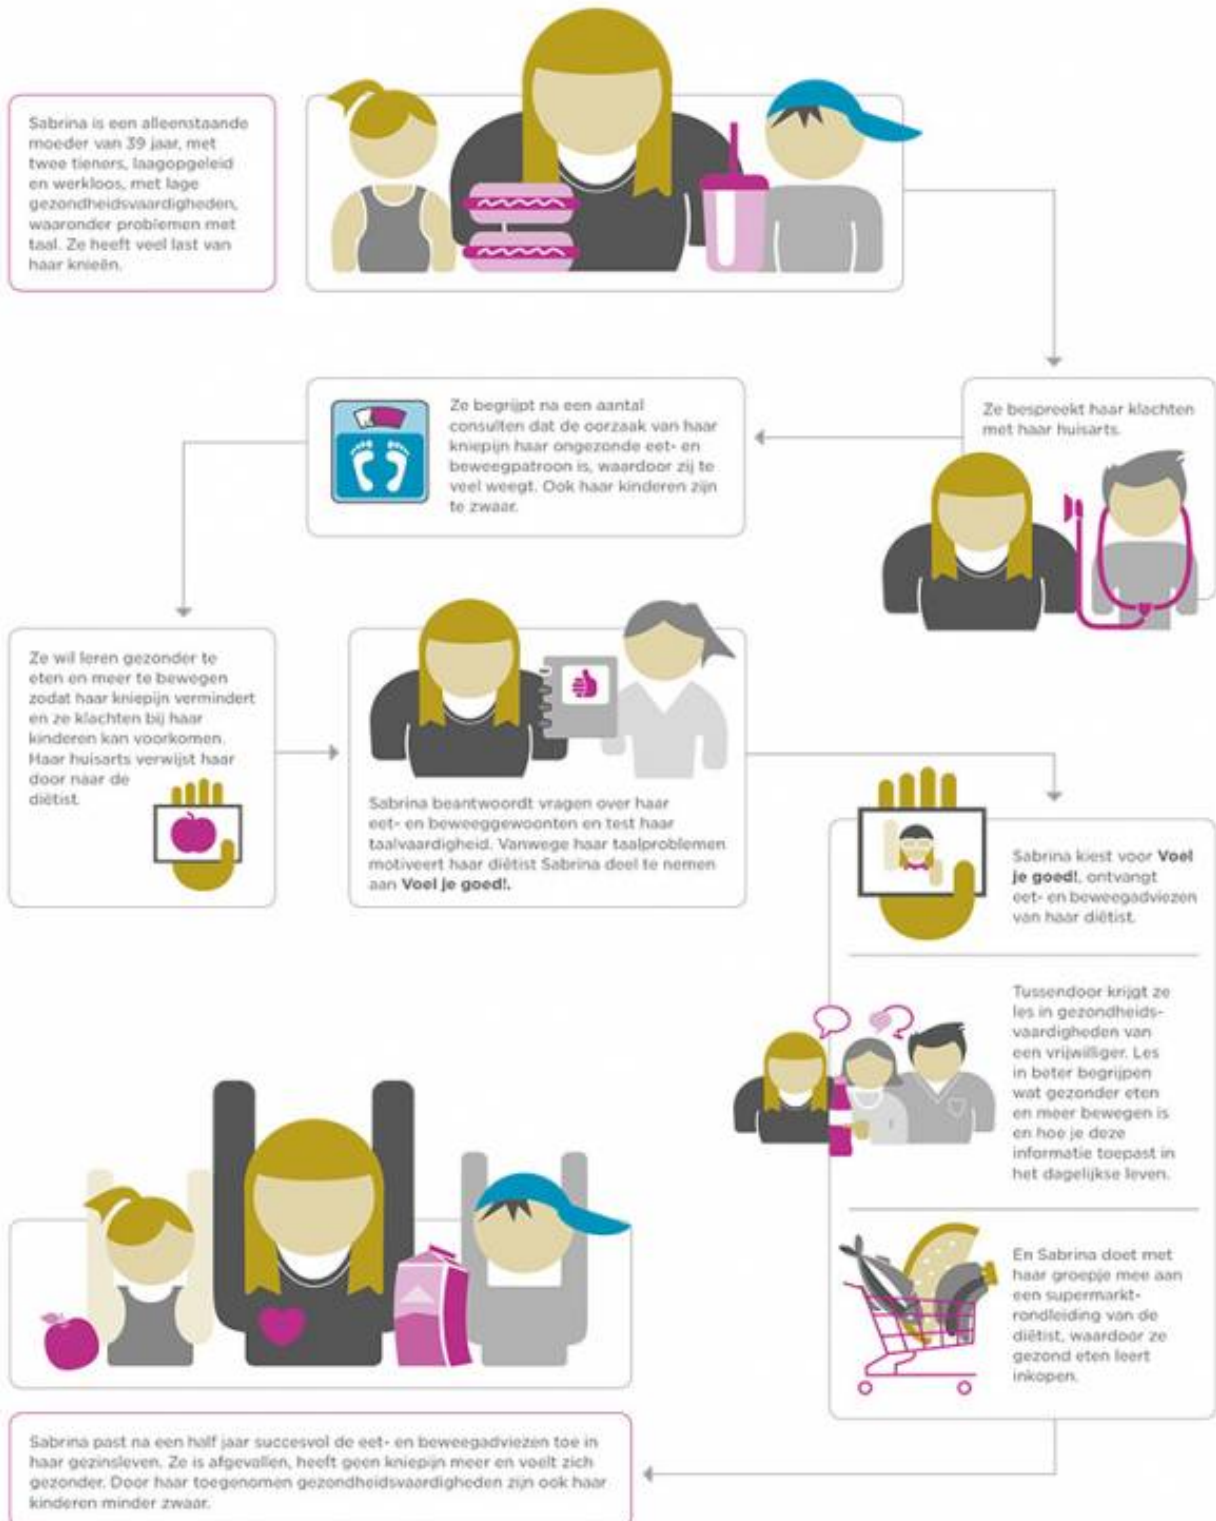 Sabrina is een alleenstaande
moeder van 39 jaar, met
twee tieners, laagopgeleid
en werkloos, met lage
gezondheidsvaardigheden,
waaronder problemen met
taal. Ze heeft veel last van
haar knieën.
Ze bespreekt haar klachten
met haar huisarts.
Ze begrijpt na een aantal
consulten dat de oorzaak van haar
kniepijn haar ongezonde eet- en
beweegpatroon is, waardoor zij te
veel weegt. Ook haar kinderen zijn
te zwaar.
Ze wil leren gezonder te
eten en meer te bewegen
zodat haar kniepijn vermindert
en ze klachten bij haar
kinderen kan voorkomen.
Haar huisarts verwijst haar
door naar de
diëtist.
Sabrina beantwoordt vragen over haar
eet- en beweeggewoonten en test haar
taalvaardigheid. Vanwege haar taalproblemen
motiveert haar diëtist Sabrina deel te nemen
aan Voel je goed!.
Sabrina kiest voor Voel
je goed!, ontvangt
eet- en beweegadviezen
van haar diëtist.
Tussendoor krijgt ze
les in gezondheids-
vaardigheden van
een vrijwilliger. Les
in beter begrijpen
wat gezonder eten
en meer bewegen is
en hoe je deze
informatie toepast in
het dagelijkse leven.
En Sabrina doet met
haar groepje mee aan
een supermarkt-
rondleiding van de
diëtist, waardoor ze
gezond eten leert
inkopen.
Sabrina past na een half jaar succesvol de eet- en beweegadviezen toe in
haar gezinsleven. Ze is afgevallen, heeft geen kniepijn meer en voelt zich
gezonder. Door haar toegenomen gezondheidsvaardigheden zijn ook haar
kinderen minder zwaar.